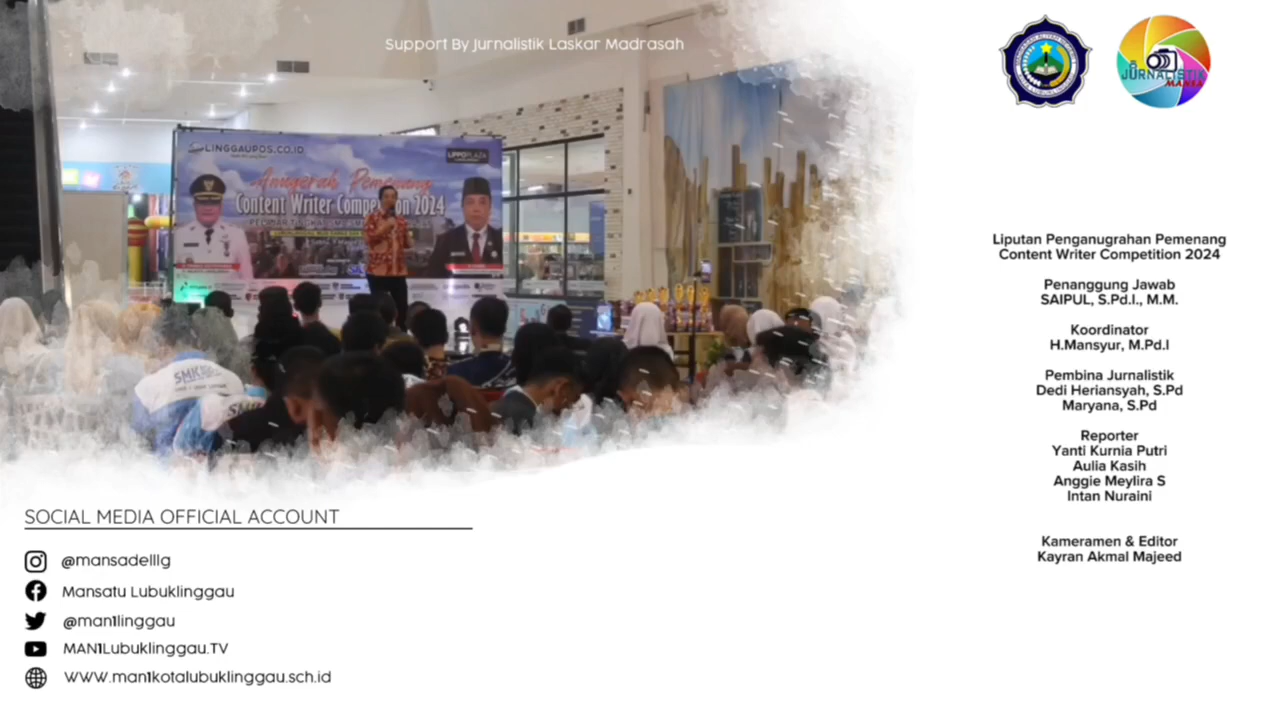 Support By Jurnalistik Laskar Madrasah
LINGGAUPOS.CO.ID
LIPPO PLAZA
Anugerah Pemenang
Content Writer Competition 2024
SMK
JURNALISTIK
MANSA
Liputan Penganugrahan Pemenang
Content Writer Competition 2024
Pananggung Jawab
SAIPUL, S.Pd.I., M.M.
Koordinator
H.Mansyur, M.Pd.I
Pembina Jurnalistik
Dedi Heriansyah, S.Pd
Maryana, S.Pd
Reporter
Yanti Kurnia Putri
Aulia Kasih
Anggie Meylira S
Intan Nuraini
Kameramen & Editor
Kayran Akmal Majeed
SOCIAL MEDIA OFFICIAL ACCOUNT
@mansadelllg
Mansatu Lubuklinggau
@man1linggau
MAN1Lubuklinggau.TV
WWW.man1kotalubuklinggau.sch.id